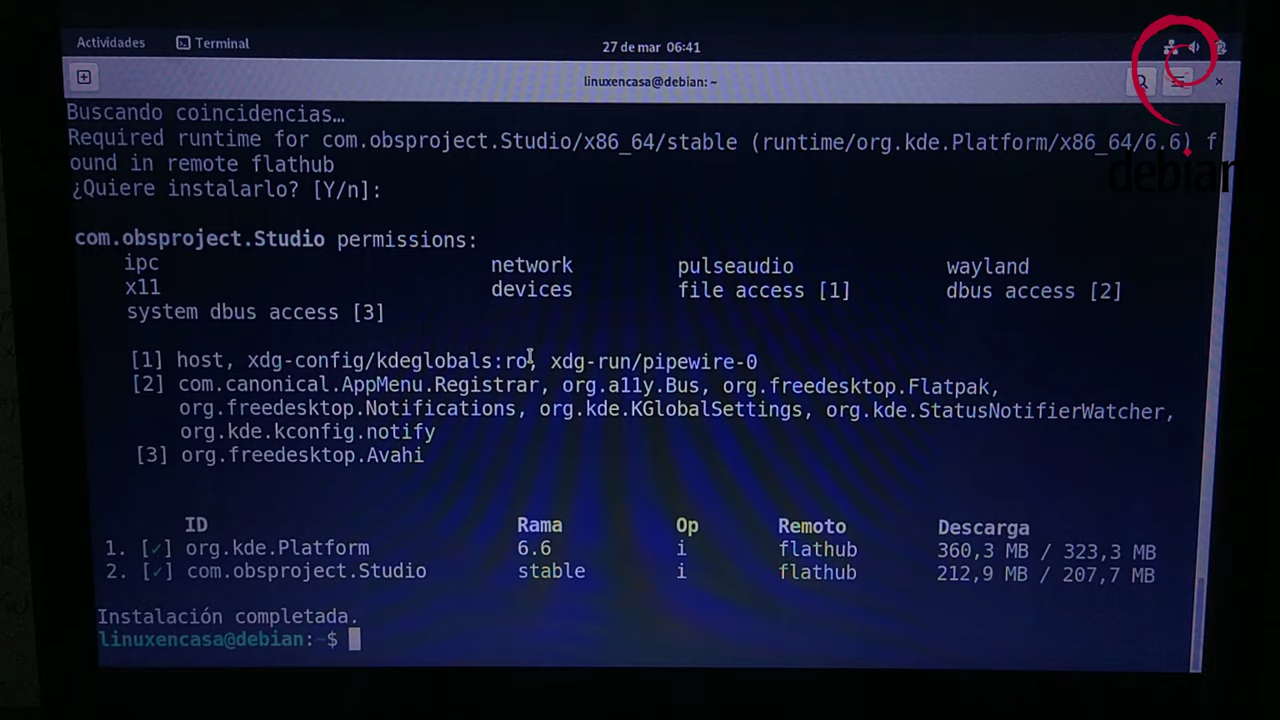 Actividades Terminal 27 de mar 06:41
linuxencasa@debian: ~
debian
Buscando coincidencias…
Required runtime for com.obsproject.Studio/x86_64/stable (runtime/org.kde.Platform/x86_64/6.6) f
ound in remote flathub
¿Quiere instalarlo? [Y/n]:
com.obsproject.Studio permissions:
ipc network pulseaudio wayland
x11 devices file access [1] dbus access [2]
system dbus access [3]
[1] host, xdg-config/kdeglobals:ro, xdg-run/pipewire-0
[2] com.canonical.AppMenu.Registrar, org.a11y.Bus, org.freedesktop.Flatpak,
org.freedesktop.Notifications, org.kde.KGlobalSettings, org.kde.StatusNotifierWatcher,
org.kde.kconfig.notify
[3] org.freedesktop.Avahi
ID Rama Op Remoto Descarga
1. [✓] org.kde.Platform 6.6 i flathub 360,3 MB / 323,3 MB
2. [✓] com.obsproject.Studio stable i flathub 212,9 MB / 207,7 MB
Instalación completada.
linuxencasa@debian:~$